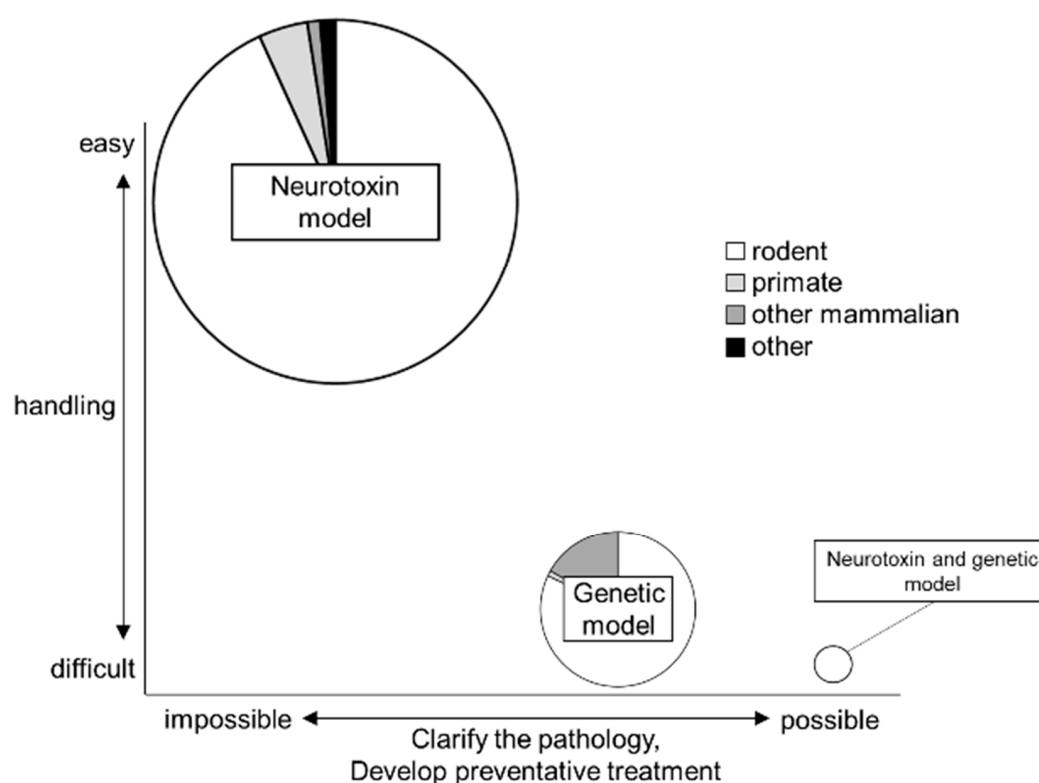 easy
handling
difficult
Neurotoxin
model
rodent
primate
other mammalian
other
Genetic
model
Neurotoxin and genetic
model
impossible
possible
Clarify the pathology,
Develop preventative treatment